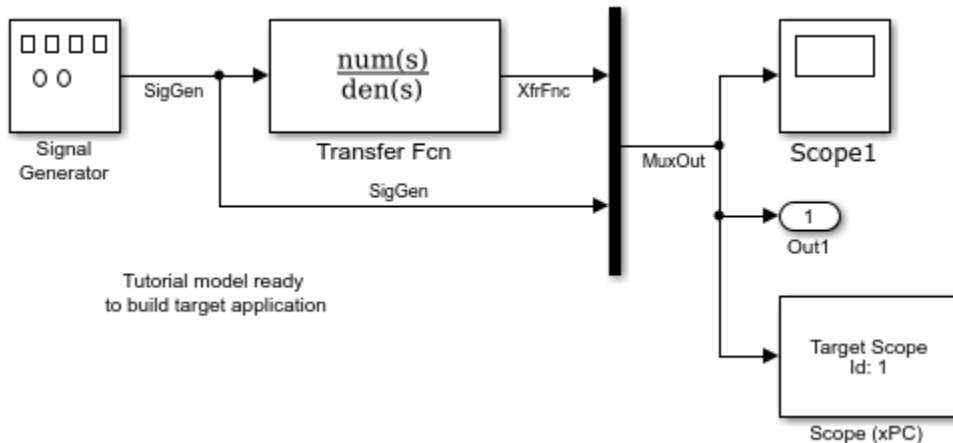 SigGen
Signal
Generator
num(s)
den(s)
Transfer Fcn
XfrFnc
SigGen
MuxOut
Scope1
1
Out1
Target Scope
Id: 1
Scope (xPC)
Tutorial model ready
to build target application